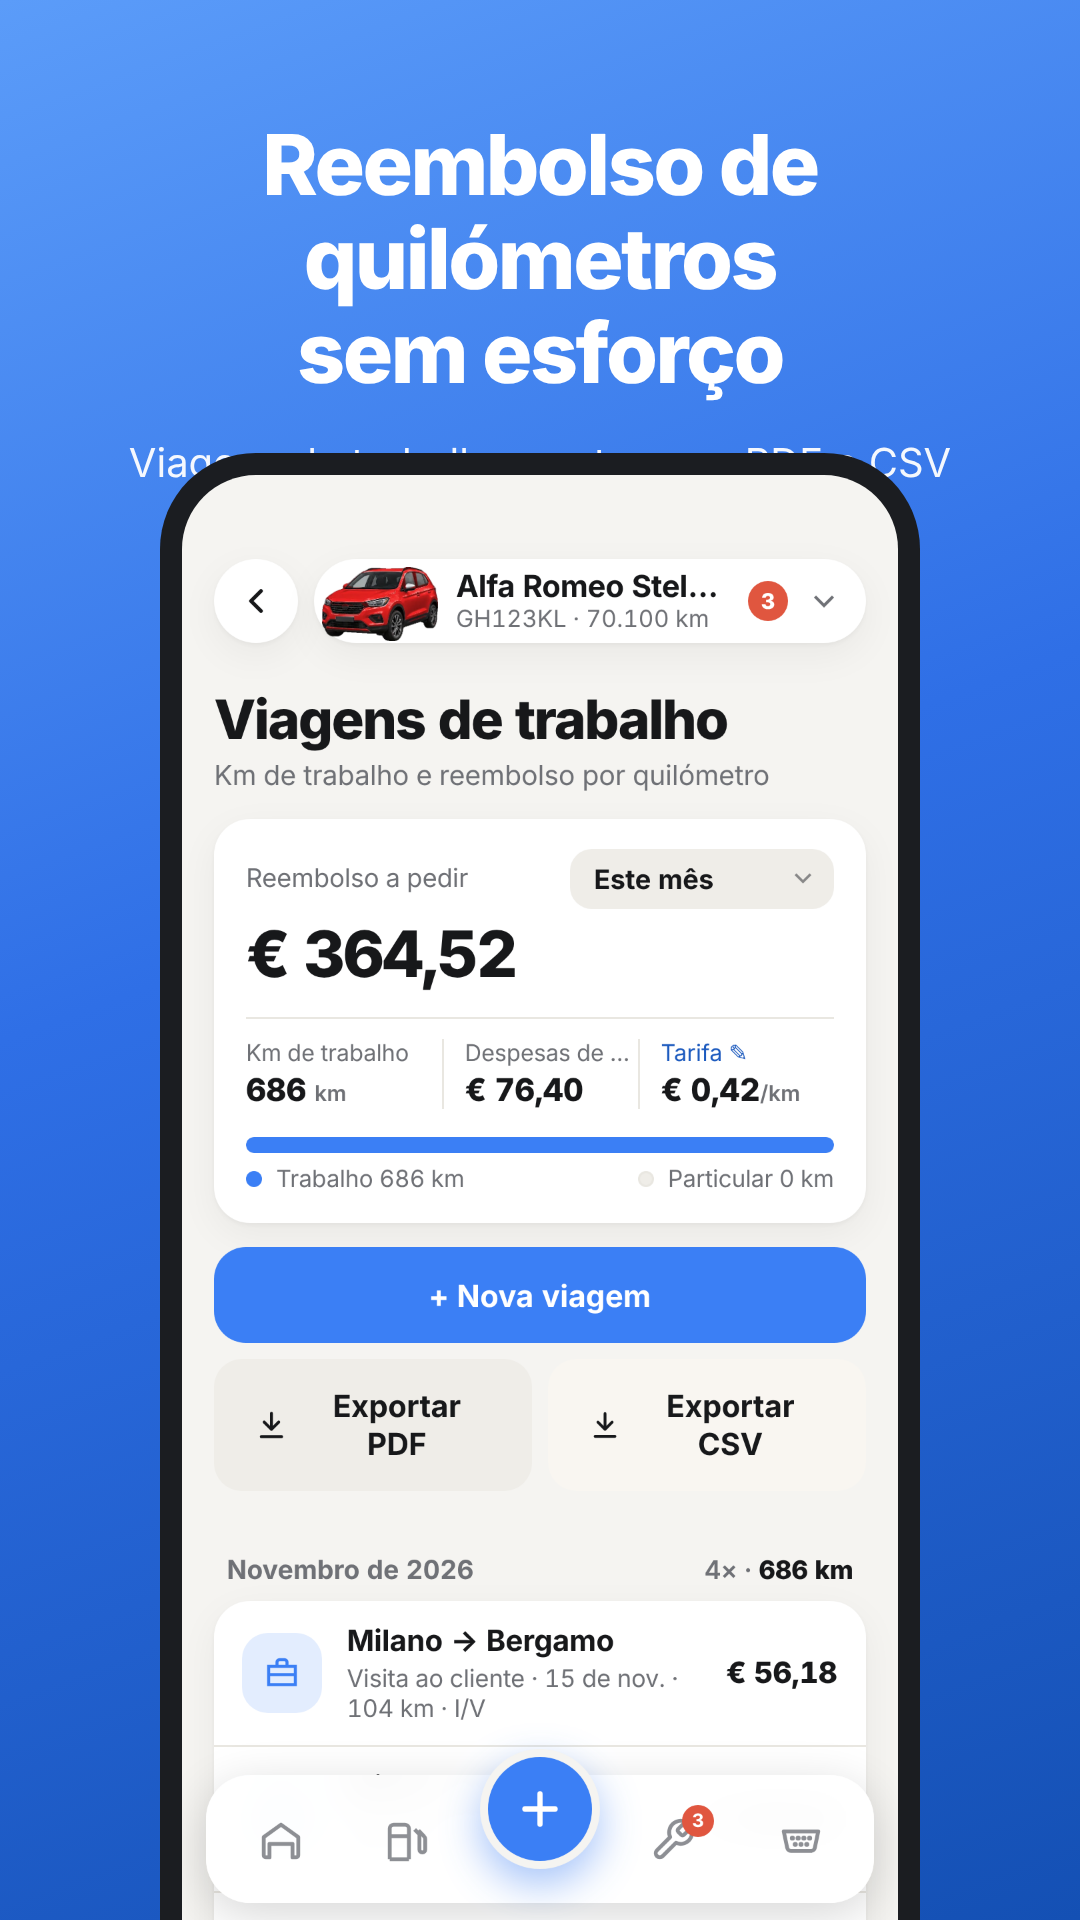 Reembolso de
quilómetros
sem esforço
CSV
Alfa Romeo Stel...
GH123KL · 70.100 km
3
Viagens de trabalho
Km de trabalho e reembolso por quilómetro
Reembolso a pedir
Este mês
€ 364,52
Km de trabalho
Despesas de ...
Tarifa ✎
686 km
€ 76,40
€ 0,42/km
Trabalho 686 km
Particular 0 km
+ Nova viagem
Exportar
PDF
Exportar
CSV
Novembro de 2026
4× · 686 km
Milano → Bergamo
Visita ao cliente · 15 de nov. ·
104 km · I/V
€ 56,18
3